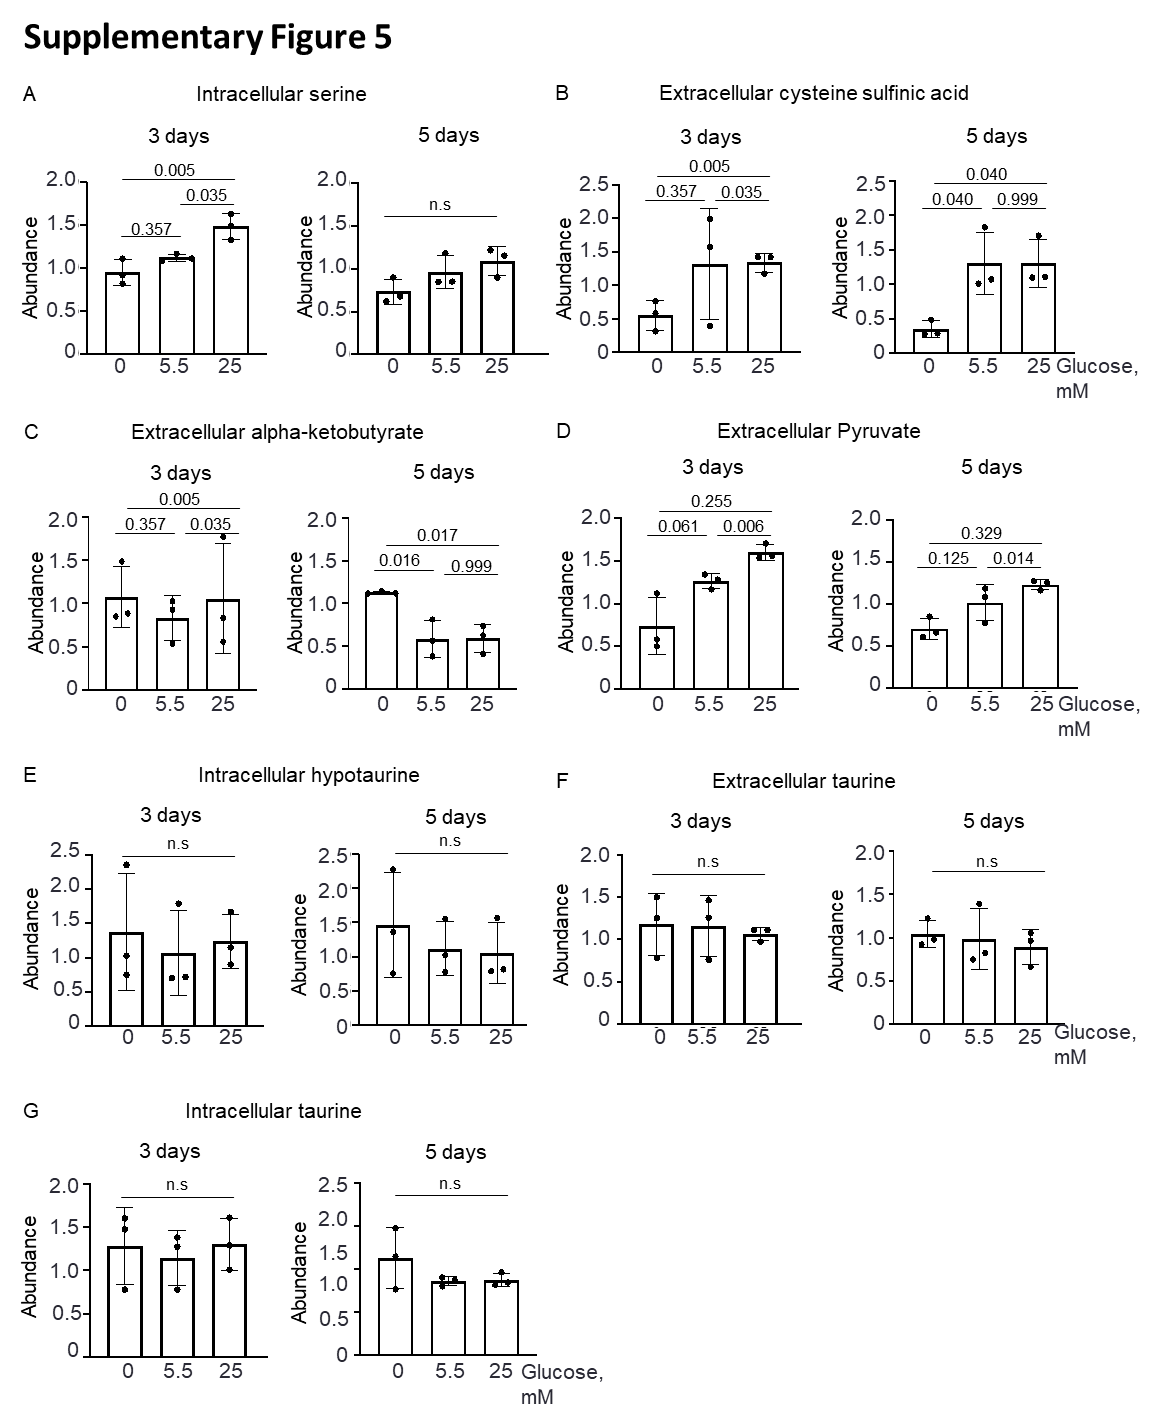 Supplementary Figure 5
A
Intracellular serine
3 days
0.005
0.035
0.357
Abundance
2.0
1.5
1.0
0.5
0
0 5.5 25
5 days
n.s
Abundance
2.0
1.5
1.0
0.5
0
0 5.5 25
B
Extracellular cysteine sulfinic acid
3 days
0.005
0.357 0.035
Abundance
2.5
2.0
1.5
1.0
0.5
0
0 5.5 25
5 days
0.040
0.040 0.999
Abundance
2.5
2.0
1.5
1.0
0.5
0
0 5.5 25 Glucose,
mM
C
Extracellular alpha-ketobutyrate
3 days
0.005
0.357 0.035
Abundance
2.0
1.5
1.0
0.5
0
0 5.5 25
5 days
0.017
0.016 0.999
Abundance
2.0
1.5
1.0
0.5
0
0 5.5 25
D
Extracellular Pyruvate
3 days
0.255
0.061 0.006
Abundance
2.0
1.5
1.0
0.5
0
0 5.5 25
5 days
0.329
0.125 0.014
Abundance
2.0
1.5
1.0
0.5
0
0 5.5 25 Glucose,
mM
E
Intracellular hypotaurine
3 days
n.s
Abundance
2.5
2.0
1.5
1.0
0.5
0
0 5.5 25
5 days
n.s
Abundance
2.5
2.0
1.5
1.0
0.5
0
0 5.5 25
F
Extracellular taurine
3 days
n.s
Abundance
2.0
1.5
1.0
0.5
0
0 5.5 25
5 days
n.s
Abundance
2.0
1.5
1.0
0.5
0
0 5.5 25 Glucose,
mM
G
Intracellular taurine
3 days
n.s
Abundance
2.0
1.5
1.0
0.5
0
0 5.5 25
5 days
n.s
Abundance
2.5
2.0
1.5
1.0
0.5
0
0 5.5 25 Glucose,
mM